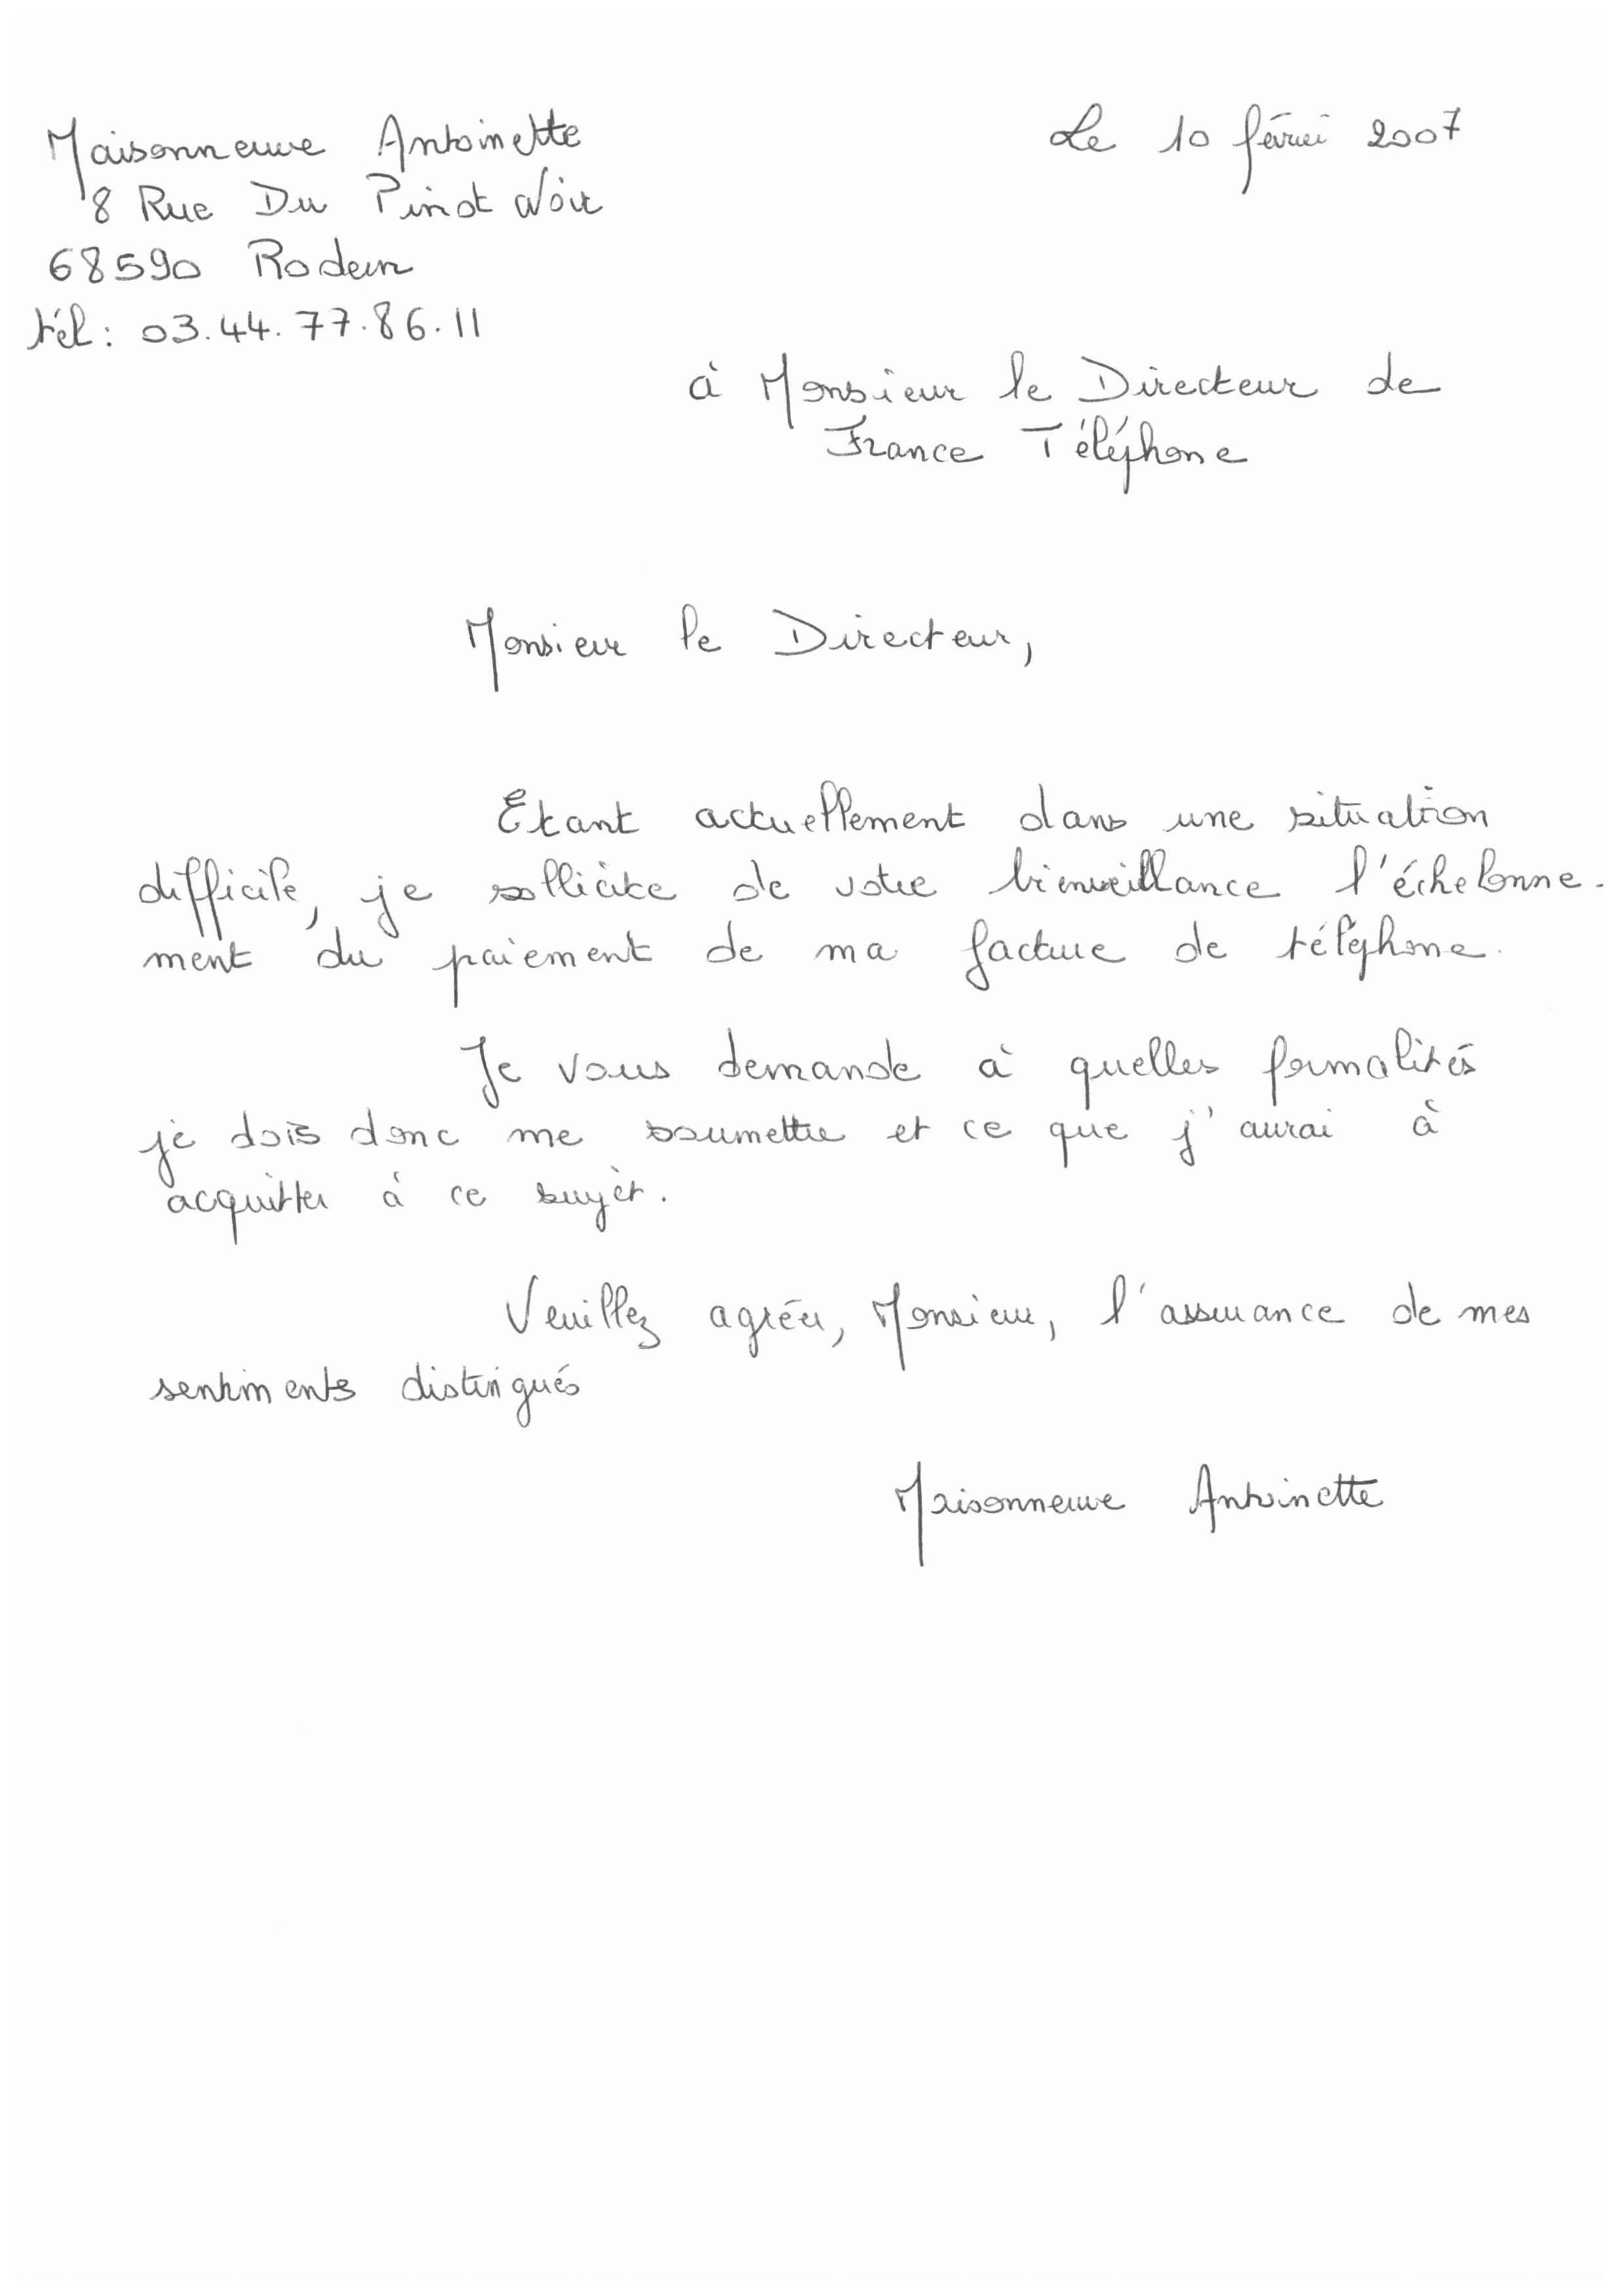 Maisonneuve Antoinette
Le 10 février 2007
8 Rue Du Pinot Noir
68590 Rodern
tél: 03.44.77.86.11
à Monsieur le Directeur de
France Téléphone
Monsieur le Directeur,
Etant actuellement dans une situation
difficile, je sollicite de votre bienveillance l'échelonne-
ment du paiement de ma facture de téléphone.
Je vous demande à quelles formalités
je dois donc me soumettre et ce que j'aurai à
acquitter à ce sujet.
Veuillez agréer, Monsieur, l'assurance de mes
sentiments distingués
Maisonneuve Antoinette